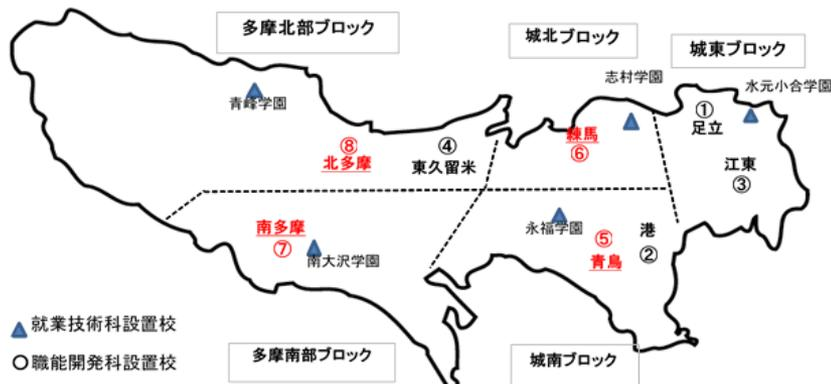 多摩北部ブロック
城北ブロック
城東ブロック
志村学園
水元小合学園
青峰学園
①
足立
練馬
⑥
⑧
北多摩
④
東久留米
江東
③
南多摩
⑦
南大沢学園
永福学園
⑤
青鳥
港
②
就業技術科設置校
職能開発科設置校
多摩南部ブロック
城南ブロック